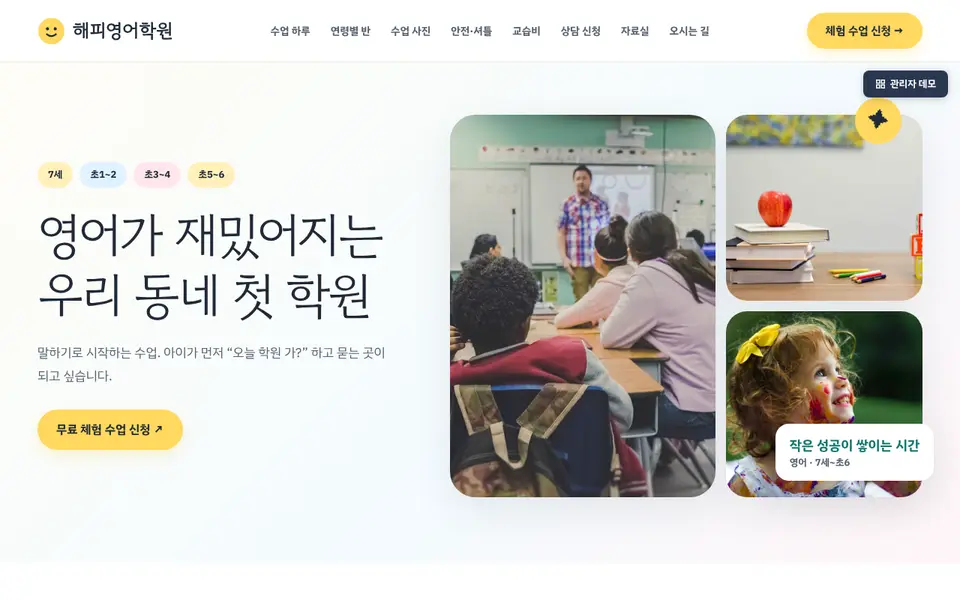 해피영어학원
수업 하루 연령별 반 수업 사진 안전·셔틀 교습비 상담 신청 자료실 오시는 길
체험 수업 신청 →
관리자 데모
7세 초1~2 초3~4 초5~6
영어가 재밌어지는
우리 동네 첫 학원
말하기로 시작하는 수업. 아이가 먼저 “오늘 학원 가?” 하고 묻는 곳이
되고 싶습니다.
무료 체험 수업 신청 ↗
작은 성공이 쌓이는 시간
영어 · 7세~초6